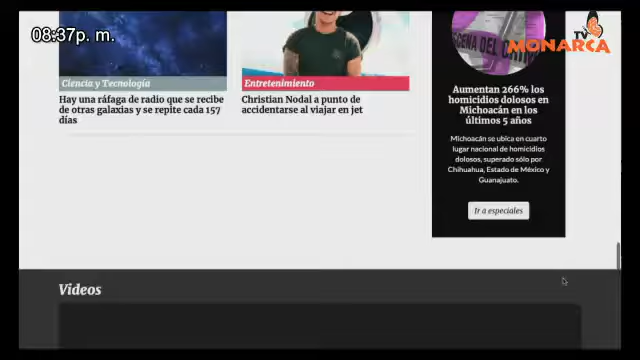 08:37p. m.
TV
MONARCA
Ciencia y Tecnología
Hay una ráfaga de radio que se recibe
de otras galaxias y se repite cada 157
días
Entretenimiento
Christian Nodal a punto de
accidentarse al viajar en jet
CENA DEL CRIM
Aumentan 266% los
homicidios dolosos en
Michoacán en los
últimos 5 años
Michoacán se ubica en cuarto
lugar nacional de homicidios
dolosos, superado sólo por
Chihuahua, Estado de México y
Guanajuato.
Ir a especiales
Videos